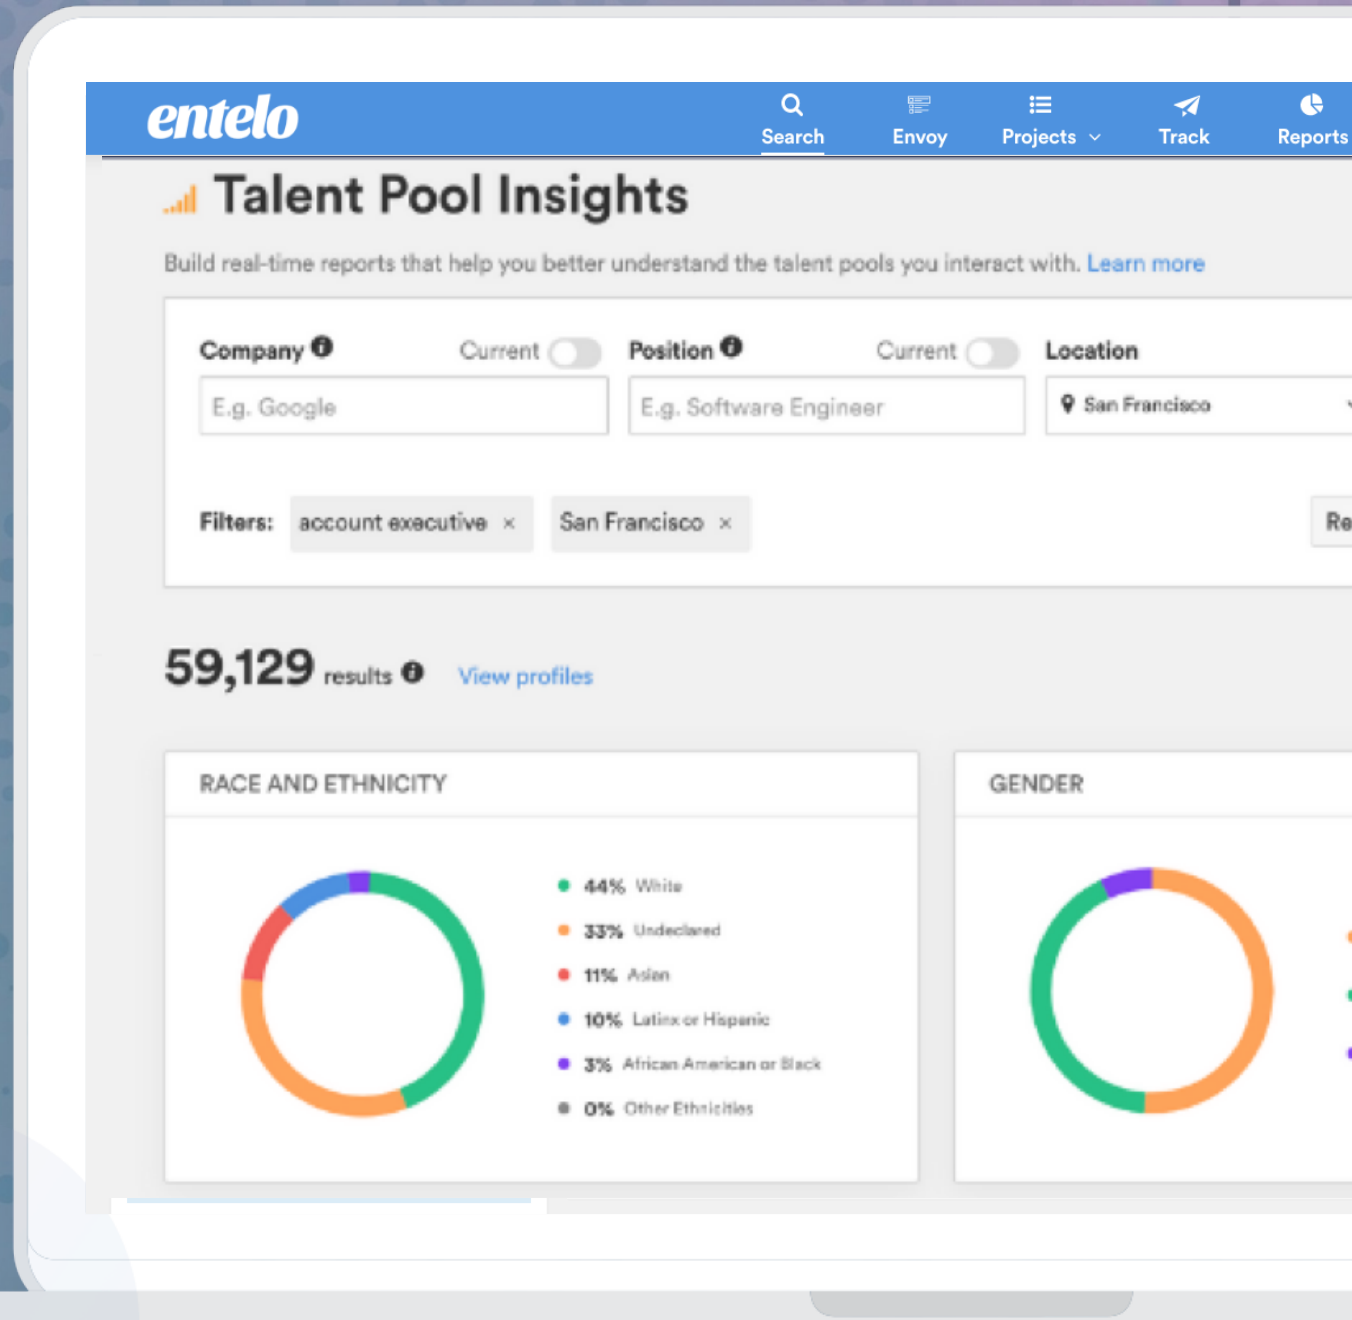 entelo
Search
Envoy
Projects
Track
Reports
Talent Pool Insights
Build real-time reports that help you better understand the talent pools you interact with. Learn more
Company Current Position Current Location
E.g. Google E.g. Software Engineer San Francisco
Filters: account executive × San Francisco × Re
59,129 results View profiles
RACE AND ETHNICITY
44% White
33% Undeclared
11% Asian
10% Latinx or Hispanic
3% African American or Black
0% Other Ethnicities
GENDER